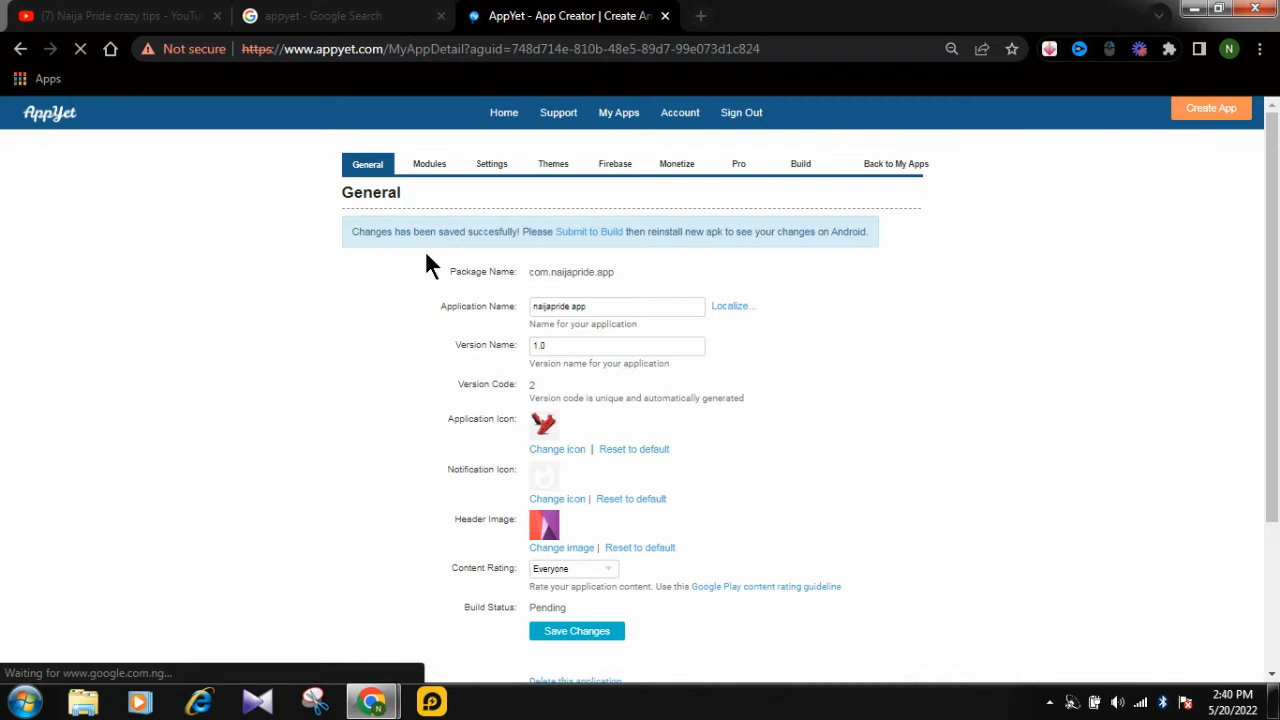 (7) Naija Pride crazy tips - YouTu
appyet - Google Search
AppYet - App Creator | Create An
Not secure | https://www.appyet.com/MyAppDetail?aguid=748d714e-810b-48e5-89d7-99e073d1c824
N
Apps
AppYet
Home Support My Apps Account Sign Out
Create App
General Modules Settings Themes Firebase Monetize Pro Build Back to My Apps
General
Changes has been saved succesfully! Please Submit to Build then reinstall new apk to see your changes on Android.
Package Name: com.naijapride.app
Application Name: naijapride app Localize...
Name for your application
Version Name: 1.0
Version name for your application
Version Code: 2
Version code is unique and automatically generated
Application Icon:
Change icon | Reset to default
Notification Icon:
Change icon | Reset to default
Header Image:
Change image | Reset to default
Content Rating: Everyone
Rate your application content. Use this Google Play content rating guideline
Build Status: Pending
Save Changes
Delete this application
Waiting for www.google.com.ng...
2:40 PM
5/20/2022